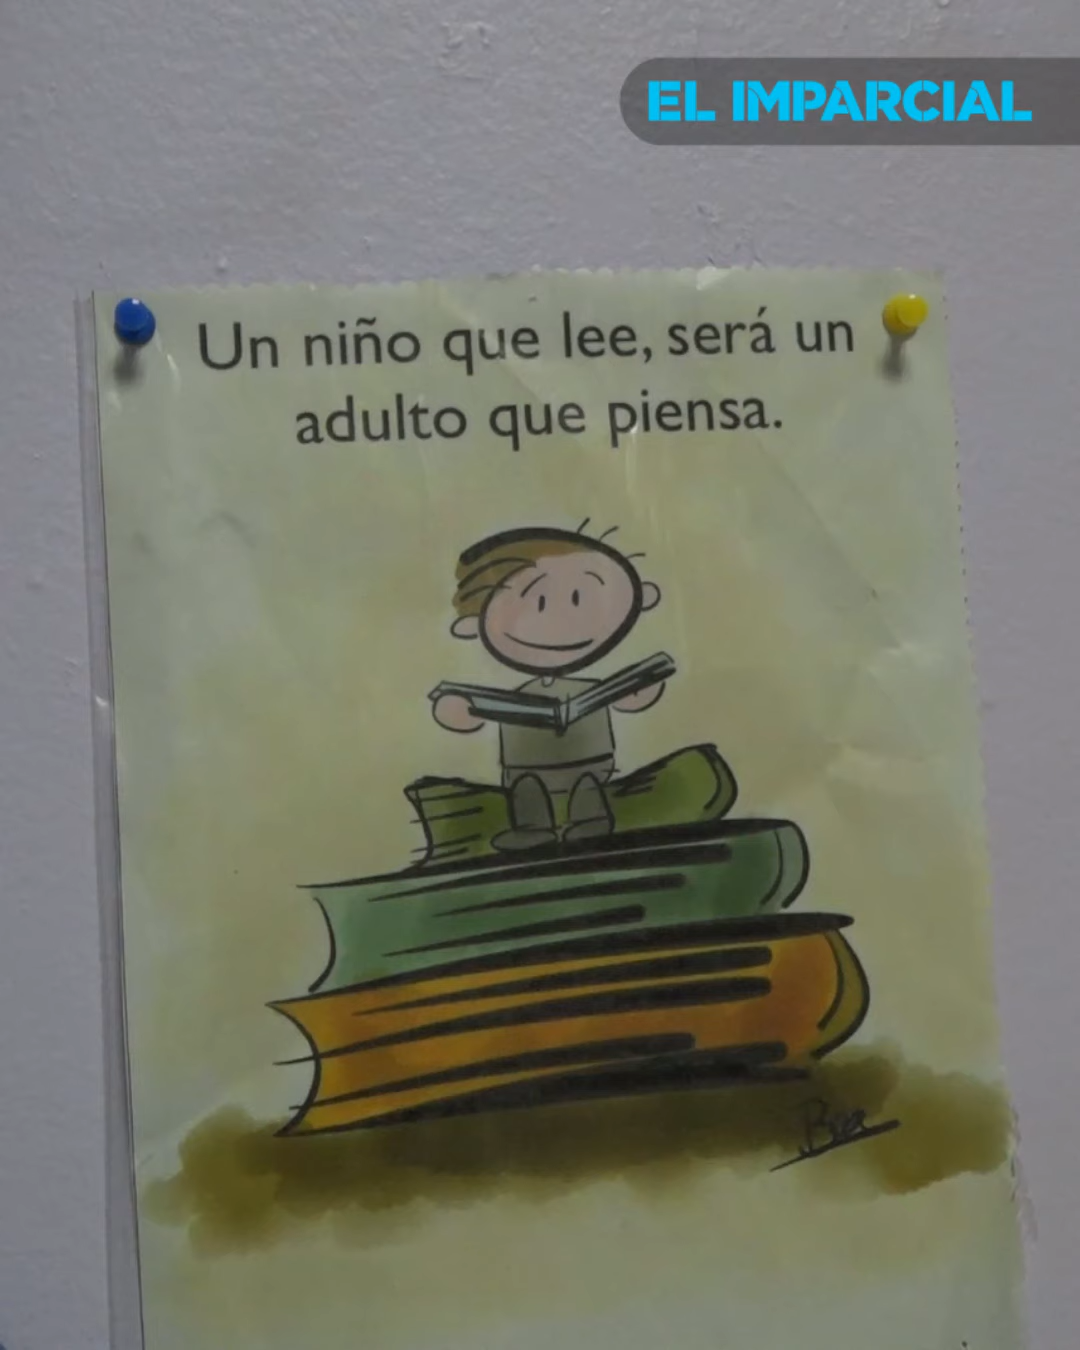 EL IMPARCIAL
Un niño que lee, será un
adulto que piensa.